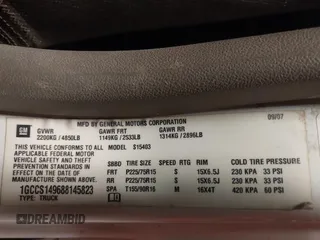 MFD BY GENERAL MOTORS CORPORATION
09/07
GM GVWR GAWR FRT GAWR RR
2200KG / 4850LB 1149KG / 2533LB 1314KG / 2896LB
THIS VEHICLE CONFORMS TO ALL MODEL S15403
APPLICABLE FEDERAL MOTOR
VEHICLE SAFETY, BUMPER, AND
THEFT PREVENTION STANDARDS IN
EFFECT ON THE DATE OF
MANUFACTURE SHOWN ABOVE.
SBBD TIRE SIZE S RIM COLD TIRE PRESSURE
FRT P225/75R15 S 15X6.5J 230 KPA 33 PSI
RR P225/75R15 S 15X6.5J 230 KPA 33 PSI
1GCCS149688145823 SPA T155/90R16 M 16X4T 420 KPA 60 PSI
TYPE: TRUCK
DREAMBID